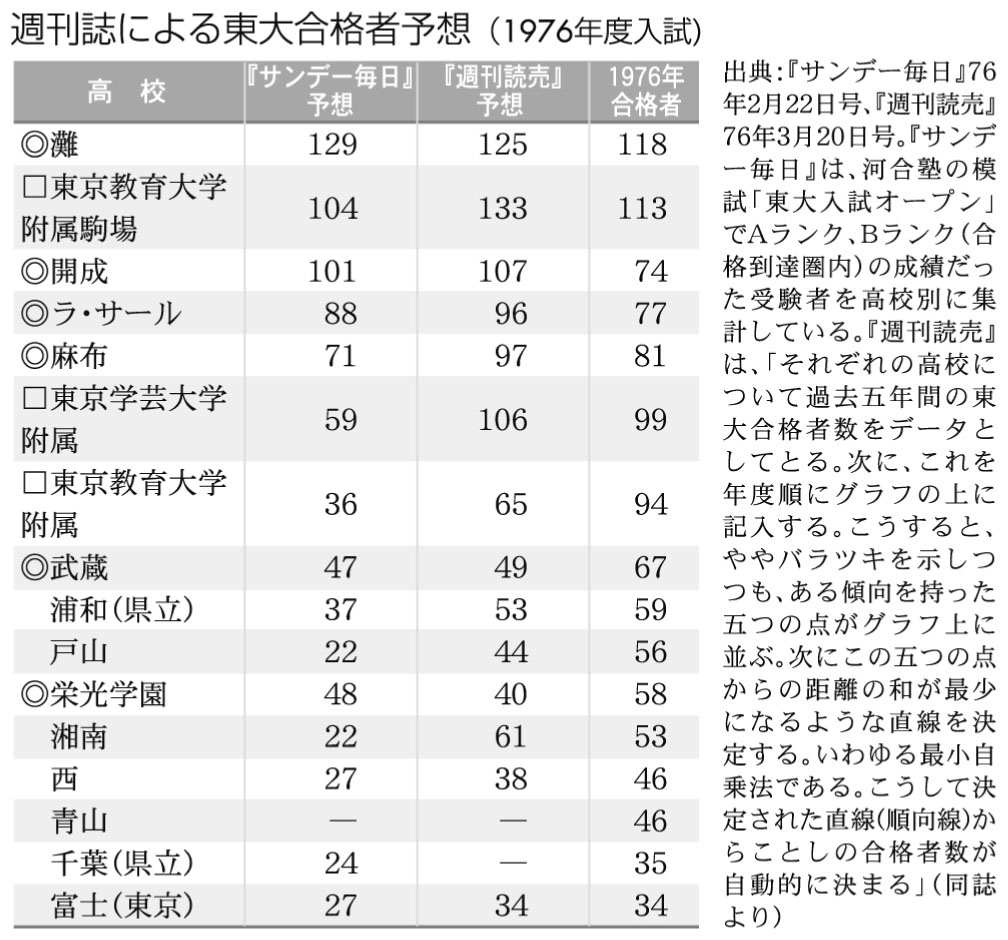 週刊誌による東大合格者予想（1976年度入試）
高　校　『サンデー毎日』予想　『週刊読売』予想　1976年合格者
◎灘　129　125　118
□東京教育大学附属駒場　104　133　113
◎開成　101　107　74
◎ラ・サール　88　96　77
◎麻布　71　97　81
□東京学芸大学附属　59　106　99
□東京教育大学附属　36　65　94
◎武蔵　47　49　67
浦和（県立）　37　53　59
戸山　22　44　56
◎栄光学園　48　40　58
湘南　22　61　53
西　27　38　46
青山　―　―　46
千葉（県立）　24　―　35
富士（東京）　27　34　34
出典：『サンデー毎日』76
年2月22日号、『週刊読売』
76年3月20日号。『サンデ
ー毎日』は、河合塾の模
試「東大入試オープン」
でAランク、Bランク（合
格到達圏内）の成績だっ
た受験者を高校別に集
計している。『週刊読売』
は、「それぞれの高校に
ついて過去五年間の東
大合格者数をデータと
してとる。次に、これを
年度順にグラフの上に
記入する。こうすると、
ややバラツキを示しつ
つも、ある傾向を持った
五つの点がグラフ上に
並ぶ。次にこの五つの点
からの距離の和が最少
になるような直線を決
定する。いわゆる最小自
乗法である。こうして決
定された直線（順向線）か
らことしの合格者数が
自動的に決まる」（同誌
より）